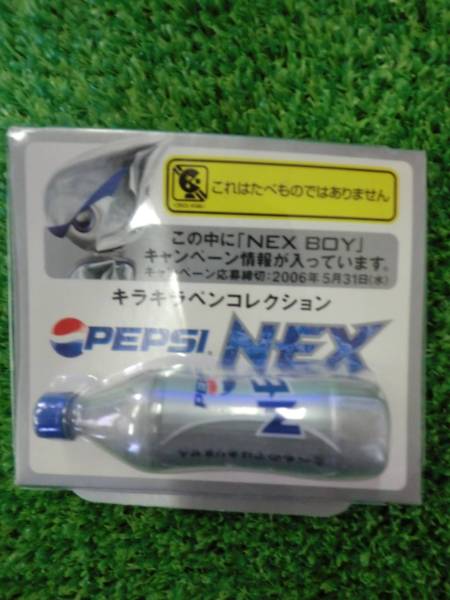 これはたべものではありません
この中に「NEX BOY」
キャンペーン情報が入っています。
キャンペーン応募締切：2006年5月31日(水)
キラキラペンコレクション
PEPSI NEX
PEPSI
NEX